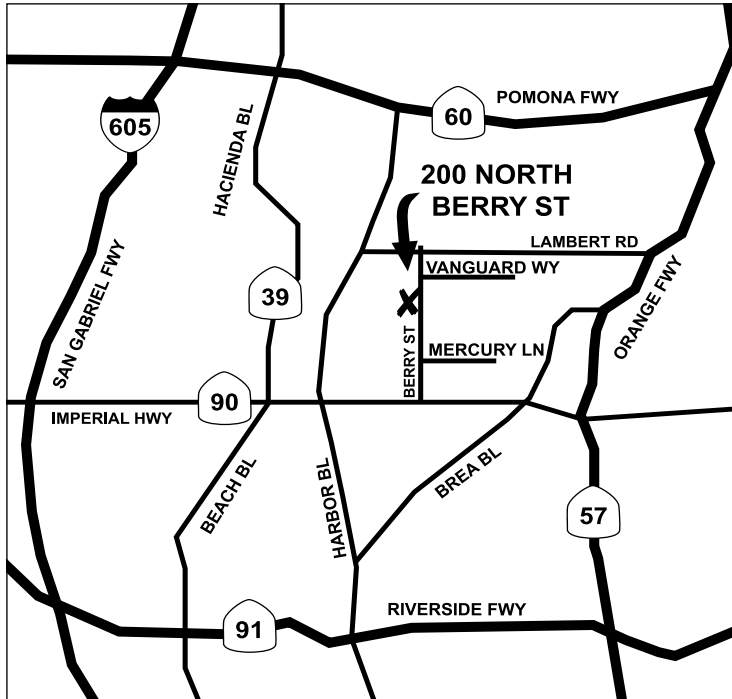 POMONA FWY
60
605
HACIENDA BL
200 NORTH
BERRY ST
LAMBERT RD
VANGUARD WY
39
X
ORANGE FWY
SAN GABRIEL FWY
BERRY ST
MERCURY LN
90
IMPERIAL HWY
BEACH BL
HARBOR BL
BREA BL
57
RIVERSIDE FWY
91